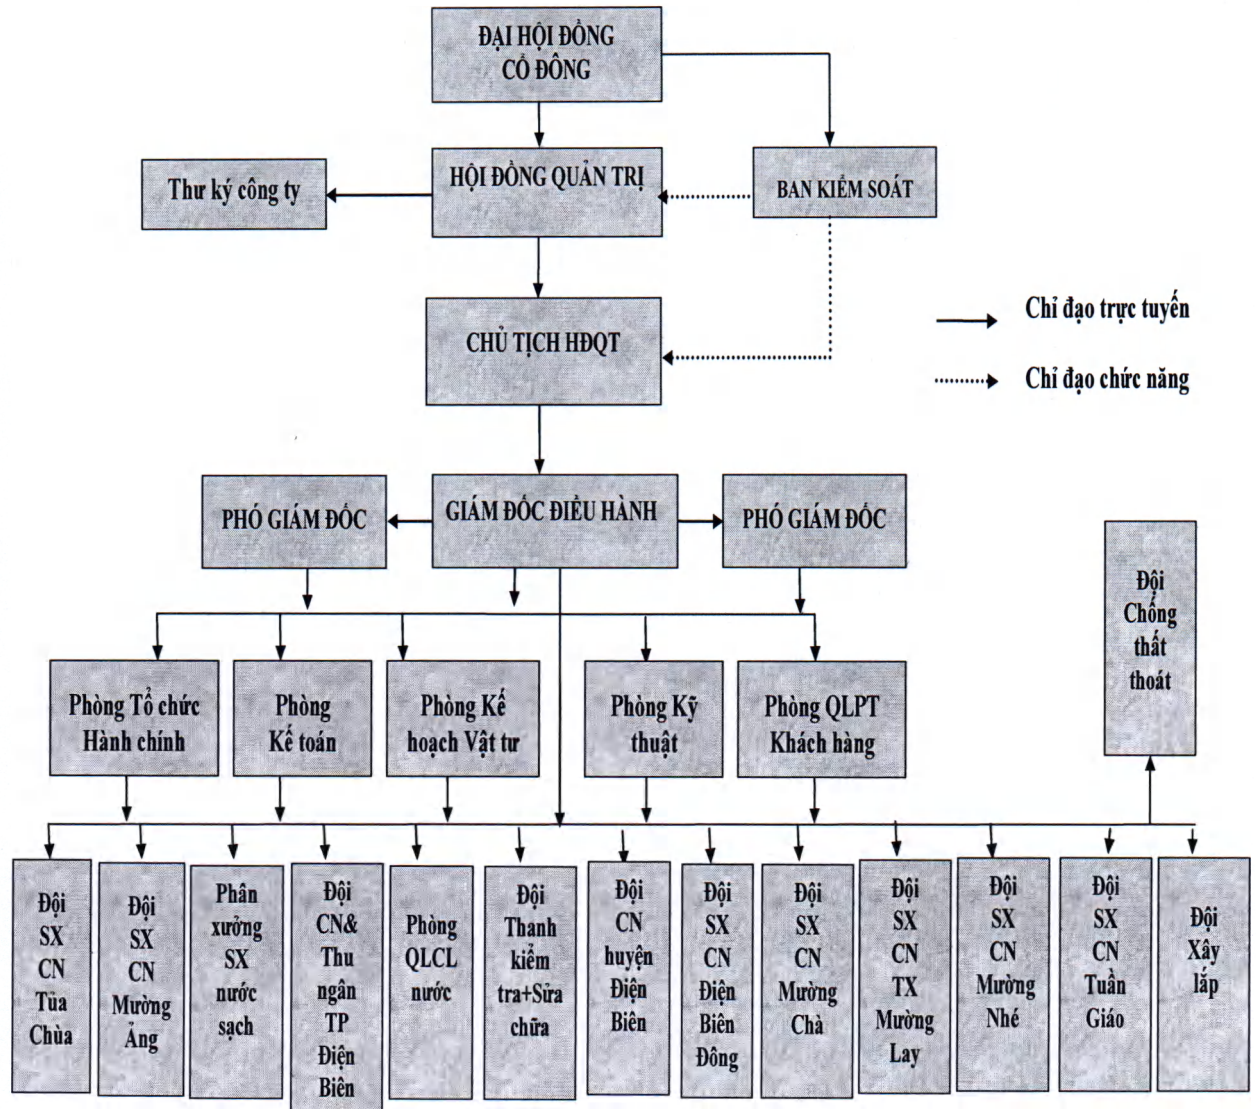 ĐẠI HỘI ĐỒNG
CỔ ĐÔNG
Thư ký công ty
HỘI ĐỒNG QUẢN TRỊ
BAN KIỂM SOÁT
CHỦ TỊCH HĐQT
Chỉ đạo trực tuyến
Chỉ đạo chức năng
PHÓ GIÁM ĐỐC
GIÁM ĐỐC ĐIỀU HÀNH
PHÓ GIÁM ĐỐC
Đội
Chống
thất
thoát
Phòng Tổ chức
Hành chính
Phòng
Kế toán
Phòng Kế
hoạch Vật tư
Phòng Kỹ
thuật
Phòng QLPT
Khách hàng
Đội
SX
CN
Tủa
Chùa
Đội
SX
CN
Mường
Ảng
Phân
xưởng
SX
nước
sạch
Đội
CN&
Thu
ngân
TP
Điện
Biên
Phòng
QLCL
nước
Đội
Thanh
kiểm
tra+Sửa
chữa
Đội
CN
huyện
Điện
Biên
Đội
SX
CN
Điện
Biên
Đông
Đội
SX
CN
Mường
Chà
Đội
SX
CN
TX
Mường
Lay
Đội
SX
CN
Mường
Nhé
Đội
SX
CN
Tuần
Giáo
Đội
Xây
lắp